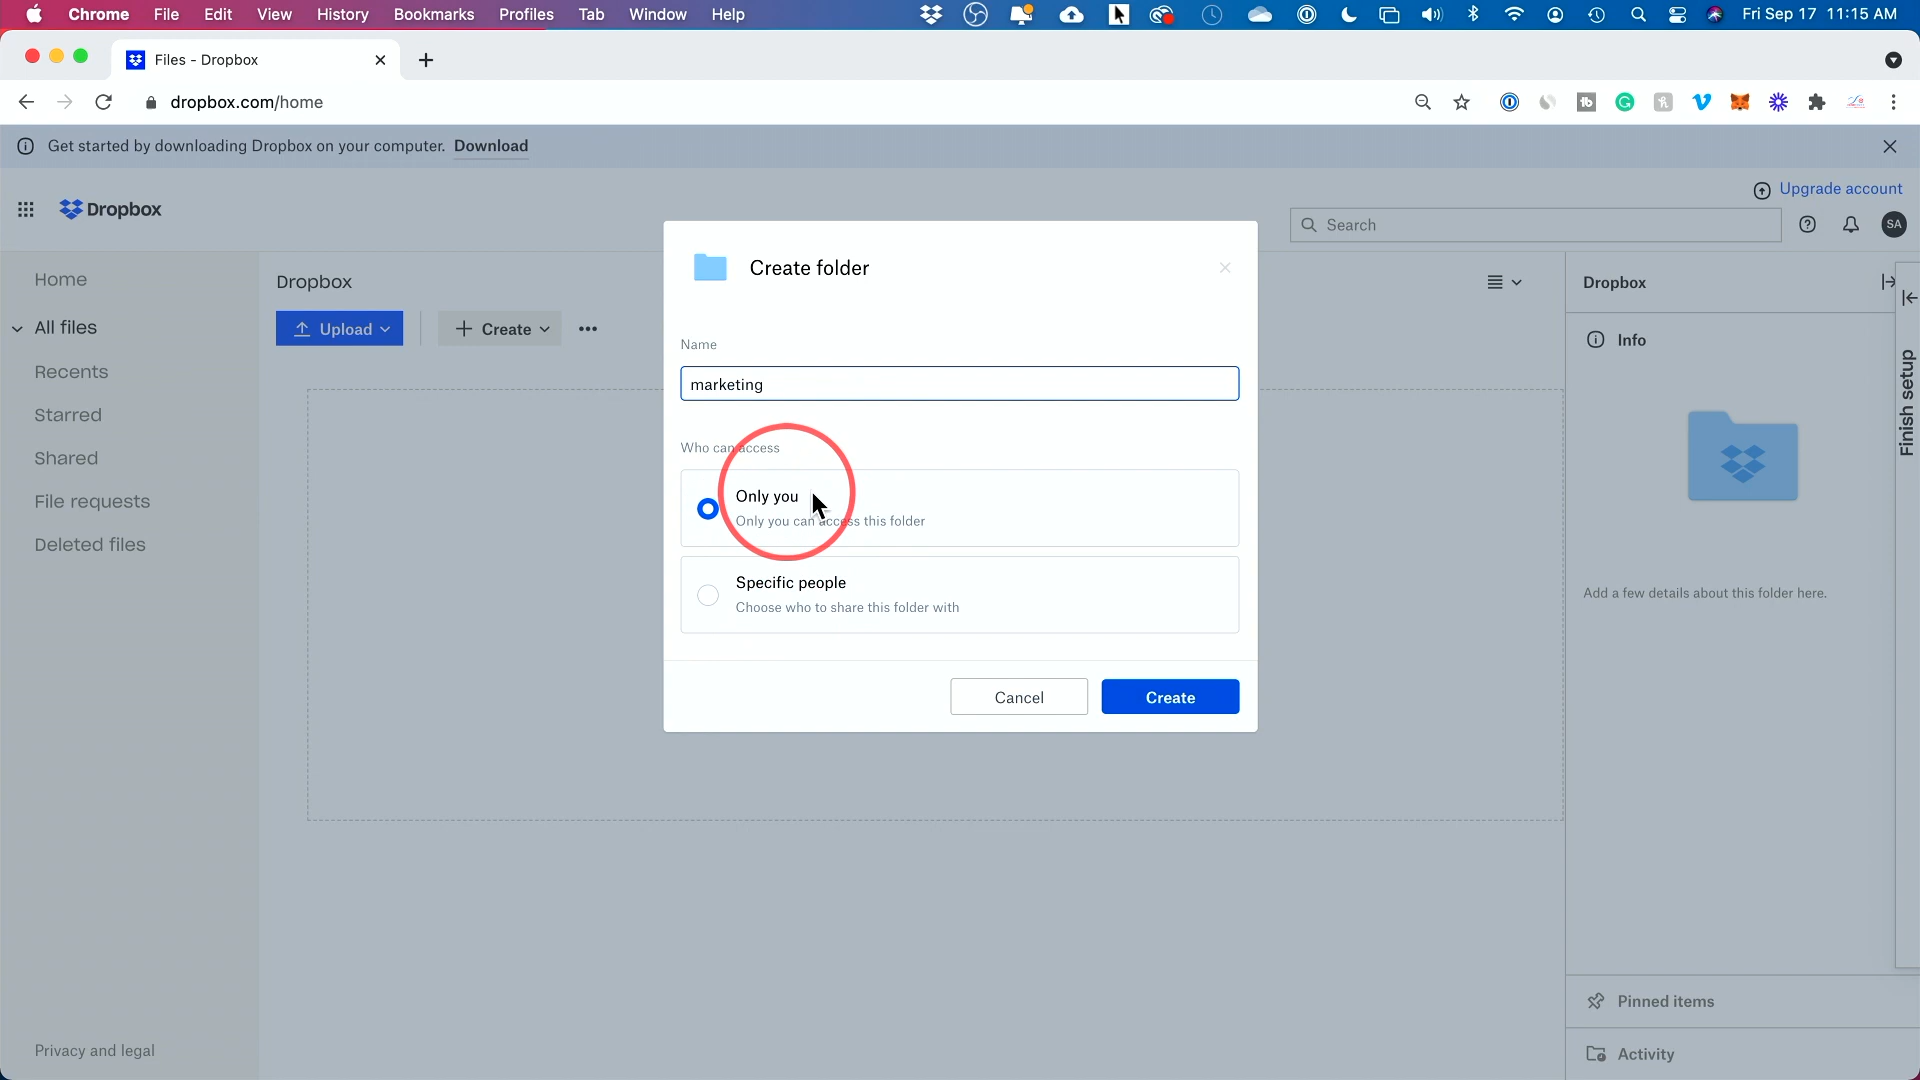 Chrome File Edit View History Bookmarks Profiles Tab Window Help Fri Sep 17 11:15 AM
Files - Dropbox
dropbox.com/home
Get started by downloading Dropbox on your computer. Download
Upgrade account
Dropbox
Search
SA
Home
All files
Recents
Starred
Shared
File requests
Deleted files
Privacy and legal
Dropbox
Upload
Create
Create folder
Name
marketing
Who can access
Only you
Only you can access this folder
Specific people
Choose who to share this folder with
Cancel
Create
Dropbox
Info
Add a few details about this folder here.
Finish setup
Pinned items
Activity